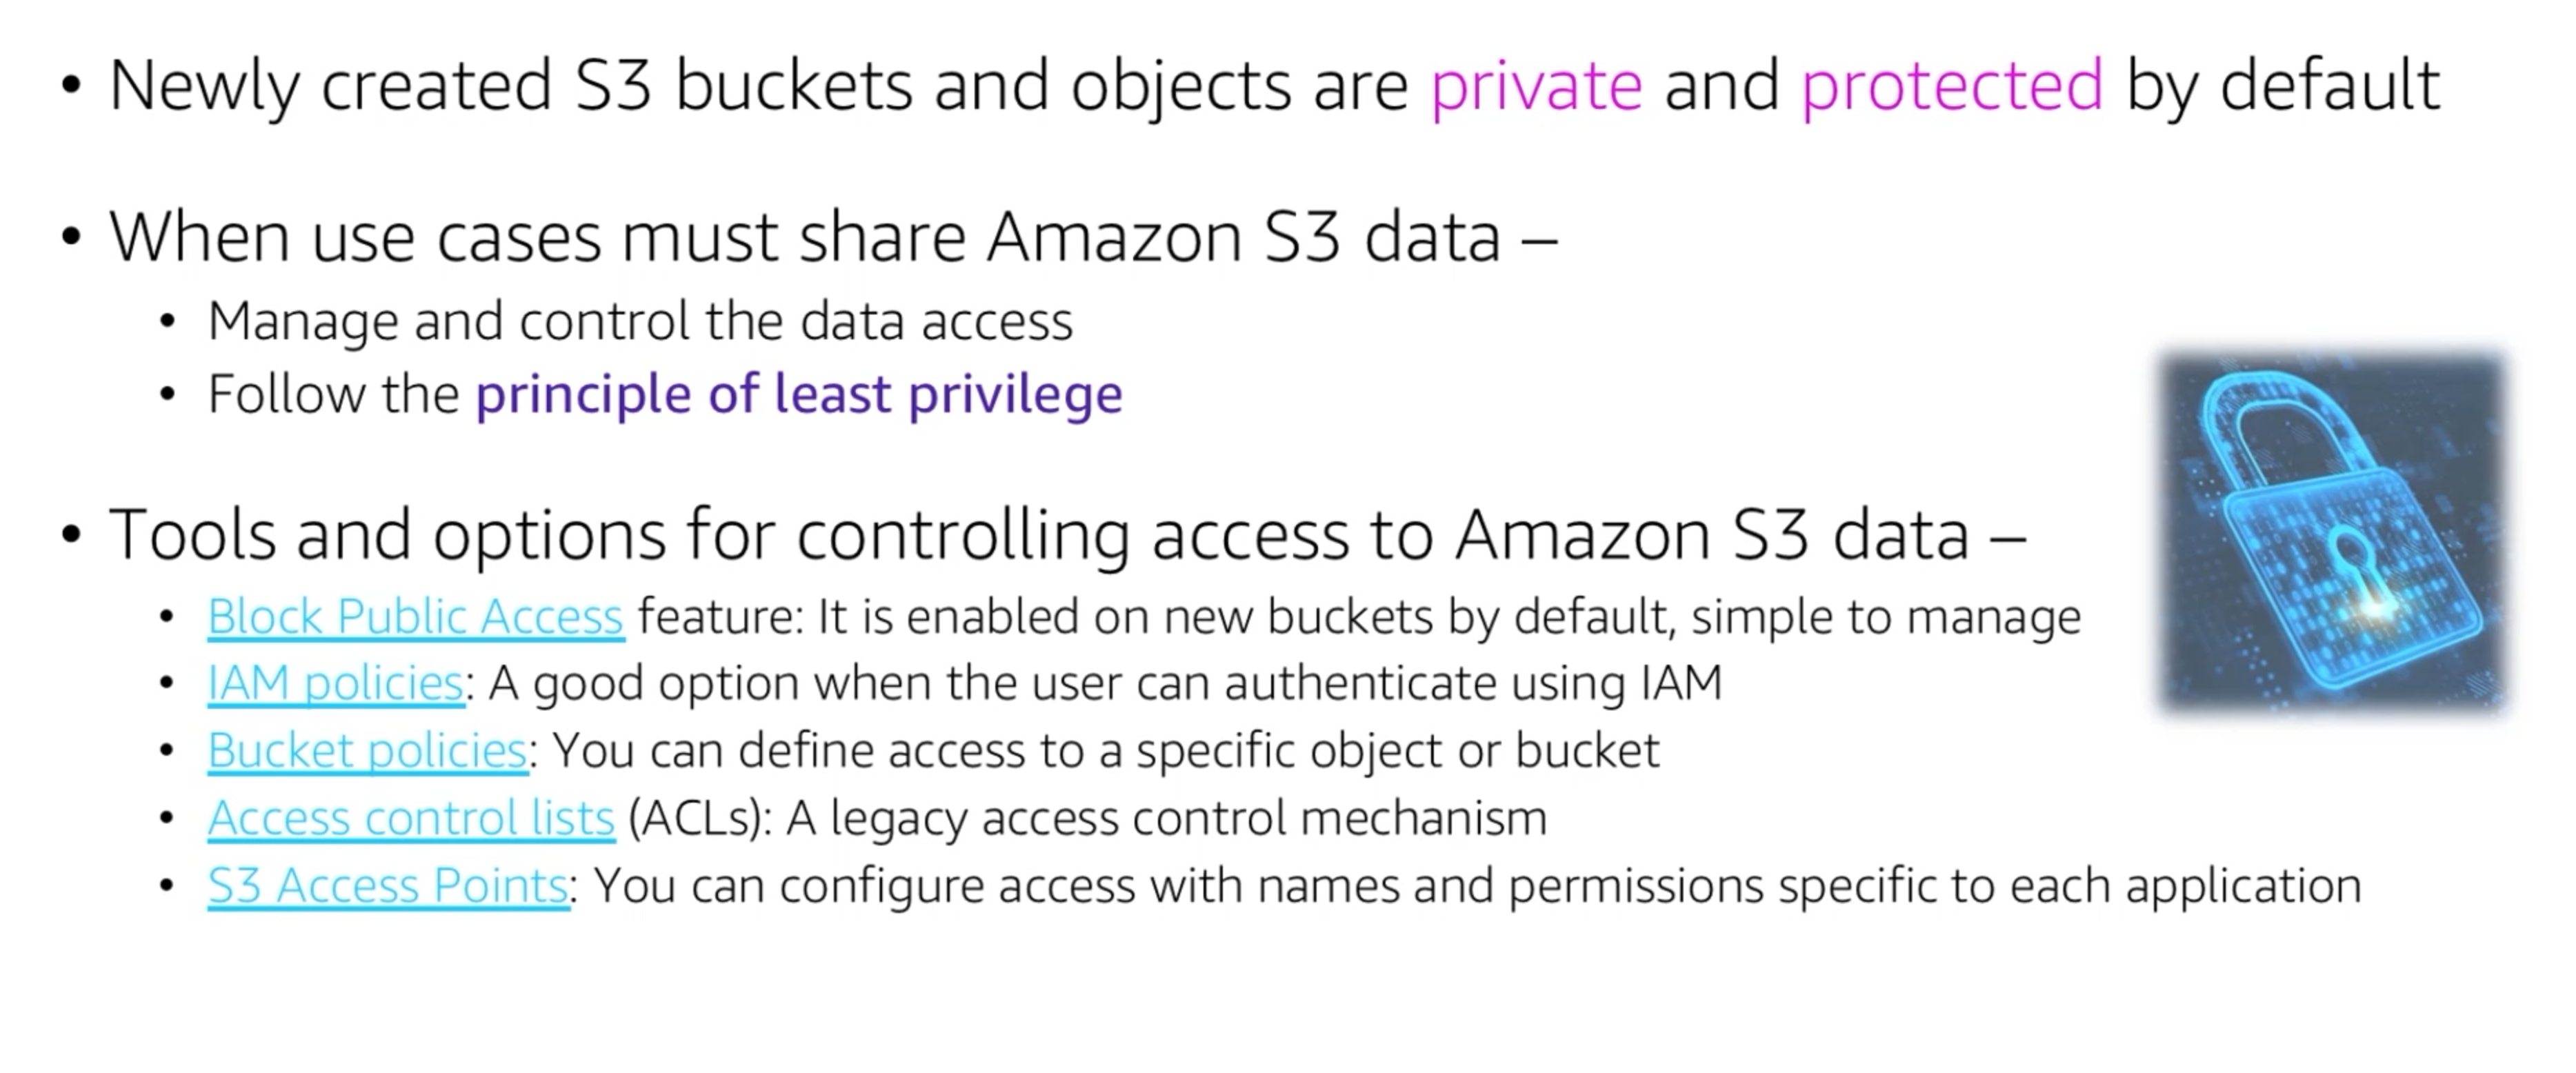 • Newly created S3 buckets and objects are private and protected by default
• When use cases must share Amazon S3 data –
• Manage and control the data access
• Follow the principle of least privilege
• Tools and options for controlling access to Amazon S3 data –
• Block Public Access feature: It is enabled on new buckets by default, simple to manage
• IAM policies: A good option when the user can authenticate using IAM
• Bucket policies: You can define access to a specific object or bucket
• Access control lists (ACLs): A legacy access control mechanism
• S3 Access Points: You can configure access with names and permissions specific to each application